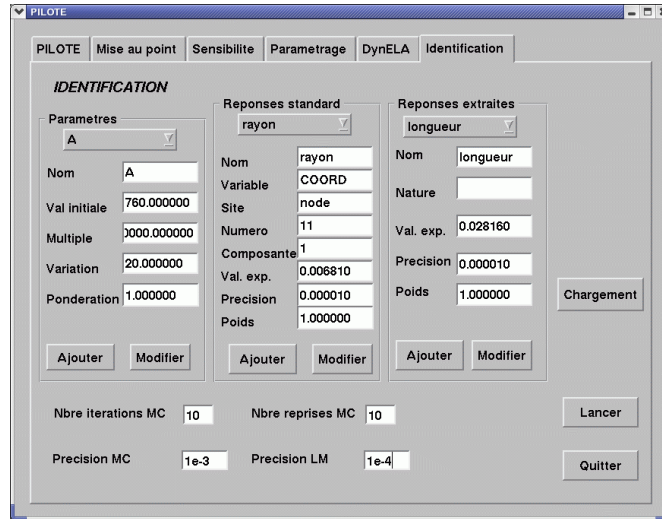 PILOTE
PILOTE Mise au point Sensibilite Parametrage DynELA Identification
IDENTIFICATION
Parametres
A
Nom A
Val initiale 760.000000
Multiple 0000.000000
Variation 20.000000
Ponderation 1.000000
Ajouter Modifier
Reponses standard
rayon
Nom rayon
Variable COORD
Site node
Numero 11
Composante 1
Val. exp. 0.006810
Precision 0.000010
Poids 1.000000
Ajouter Modifier
Reponses extraites
longueur
Nom longueur
Nature
Val. exp. 0.028160
Precision 0.000010
Poids 1.000000
Ajouter Modifier
Chargement
Nbre iterations MC 10 Nbre reprises MC 10
Lancer
Precision MC 1e-3 Precision LM 1e-4
Quitter